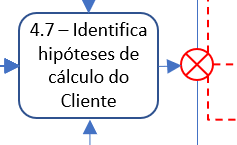 4.7 – Identifica
hipóteses de
cálculo do
Cliente